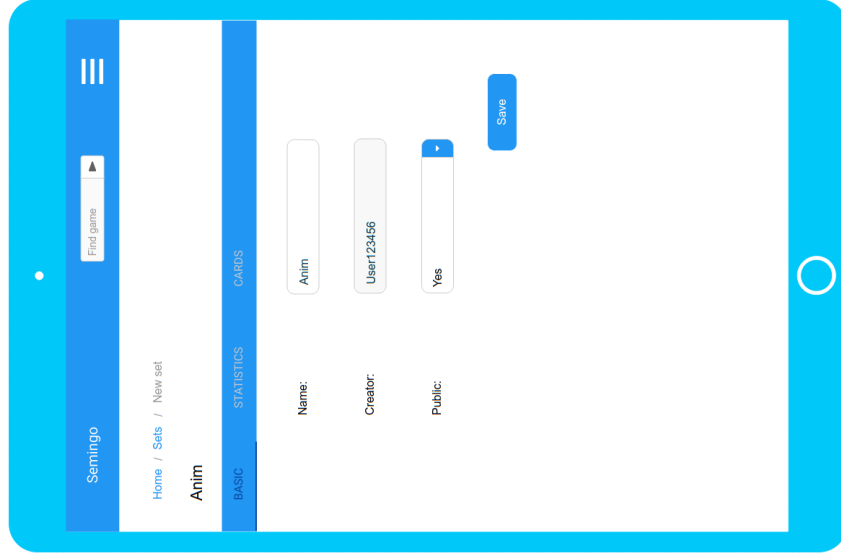 Semingo Find game
Home / Sets / New set
Anim
BASIC STATISTICS CARDS
Name: Anim
Creator: User123456
Public: Yes
Save